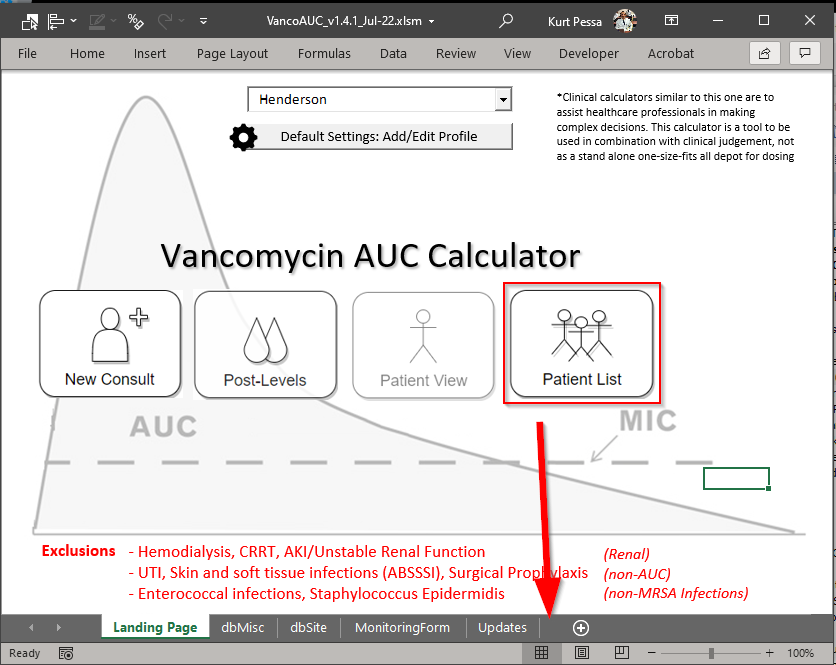 VancoAUC_v1.4.1_Jul-22.xlsm
Kurt Pessa
File Home Insert Page Layout Formulas Data Review View Developer Acrobat
Henderson
Default Settings: Add/Edit Profile
*Clinical calculators similar to this one are to
assist healthcare professionals in making
complex decisions. This calculator is a tool to be
used in combination with clinical judgement, not
as a stand alone one-size-fits all depot for dosing
Vancomycin AUC Calculator
New Consult
Post-Levels
Patient View
Patient List
AUC
MIC
Exclusions - Hemodialysis, CRRT, AKI/Unstable Renal Function (Renal)
- UTI, Skin and soft tissue infections (ABSSSI), Surgical Prophylaxis (non-AUC)
- Enterococcal infections, Staphylococcus Epidermidis (non-MRSA Infections)
Landing Page dbMisc dbSite MonitoringForm Updates
Ready
100%